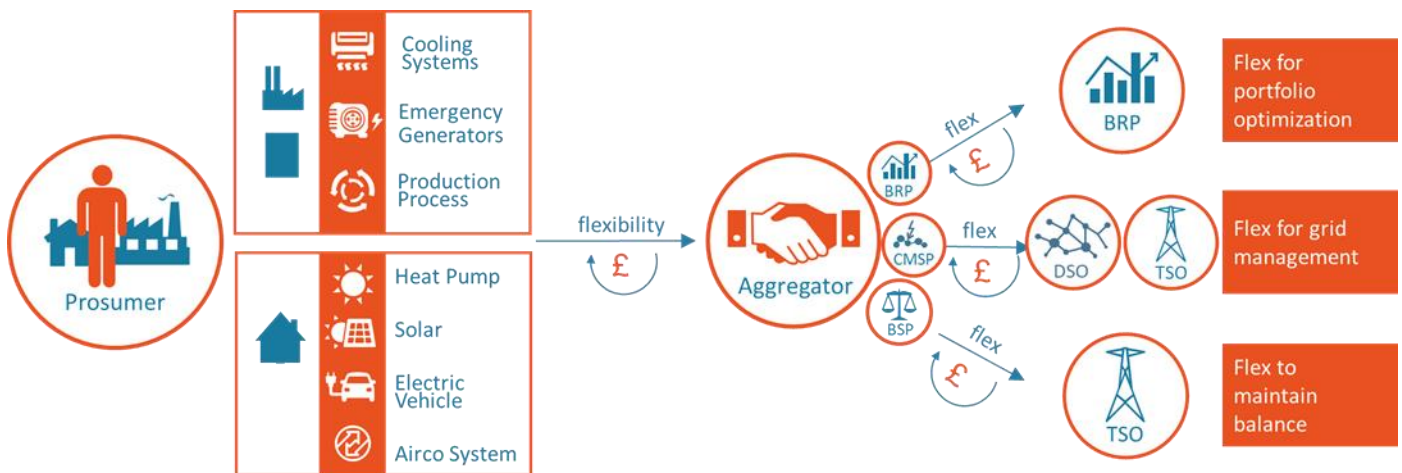 Prosumer
Cooling
Systems
Emergency
Generators
Production
Process
Heat Pump
Solar
Electric
Vehicle
Airco System
flexibility
£
Aggregator
BRP
CMSP
BSP
flex
£
BRP
Flex for
portfolio
optimization
flex
£
DSO
TSO
Flex for grid
management
flex
£
TSO
Flex to
maintain
balance